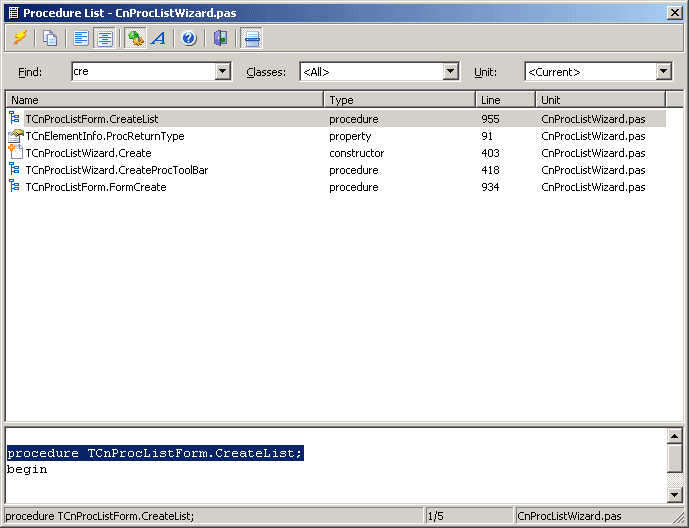 Procedure List - CnProcListWizard.pas
Find: cre Classes: <All> Unit: <Current>
Name Type Line Unit
TCnProcListForm.CreateList procedure 955 CnProcListWizard.pas
TCnElementInfo.ProcReturnType property 91 CnProcListWizard.pas
TCnProcListWizard.Create constructor 403 CnProcListWizard.pas
TCnProcListWizard.CreateProcToolBar procedure 418 CnProcListWizard.pas
TCnProcListForm.FormCreate procedure 934 CnProcListWizard.pas
procedure TCnProcListForm.CreateList;
begin
procedure TCnProcListForm.CreateList; 1/5 CnProcListWizard.pas